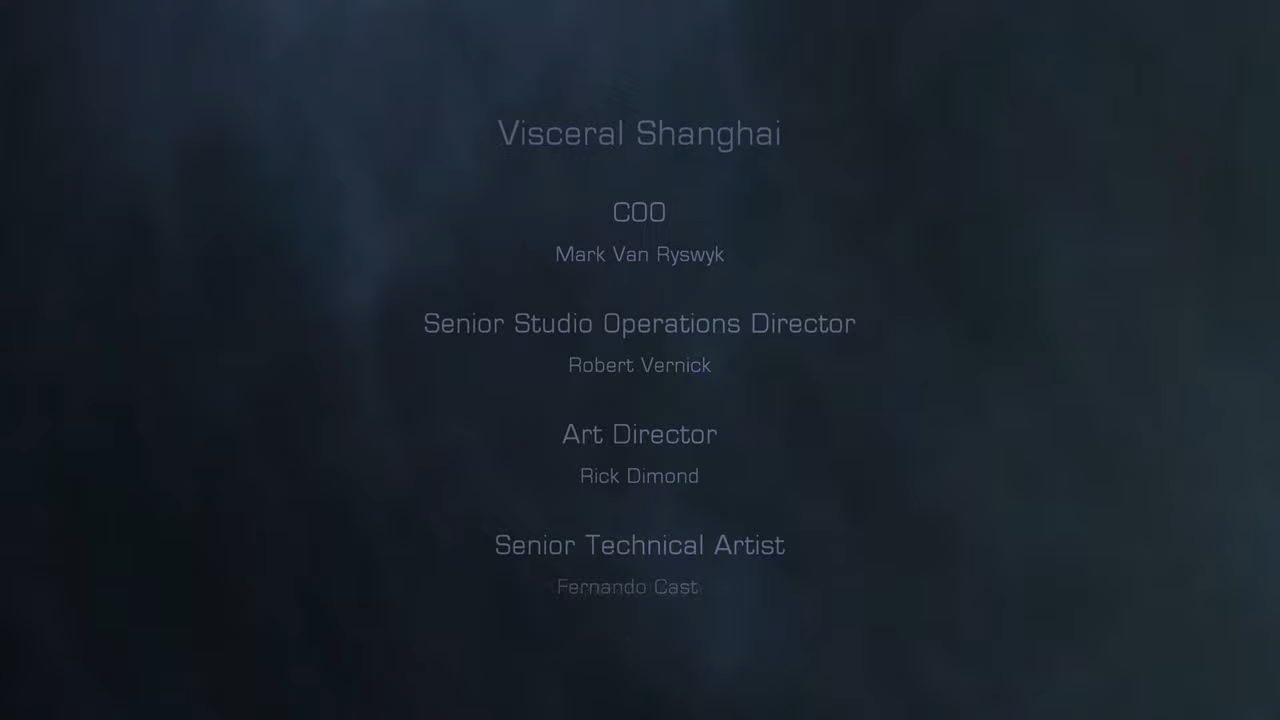 Visceral Shanghai
COO
Mark Van Ryswyk
Senior Studio Operations Director
Robert Vernick
Art Director
Rick Dimond
Senior Technical Artist
Fernando Cast